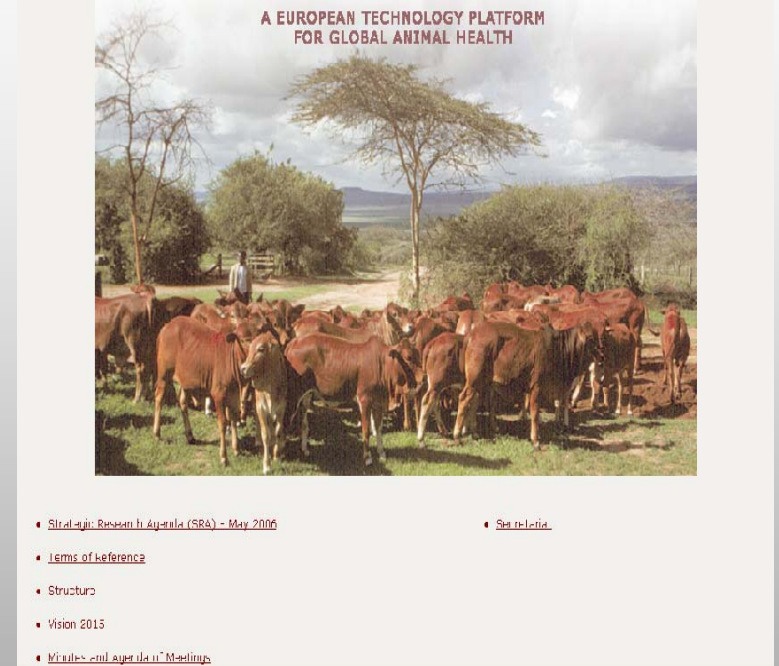 A EUROPEAN TECHNOLOGY PLATFORM
FOR GLOBAL ANIMAL HEALTH
Strategic Research Agenda (SRA) - May 2006
Secretariat
Terms of Reference
Structure
Vision 2015
Minutes and Agenda of Meetings